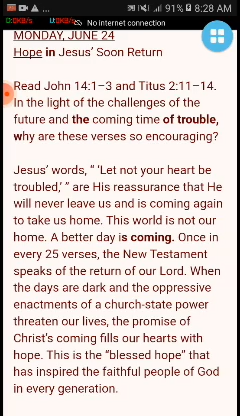 91% 8:28 AM
0:0KB/s U:0KB/s No internet connection
MONDAY, JUNE 24
Hope in Jesus’ Soon Return
Read John 14:1–3 and Titus 2:11–14.
In the light of the challenges of the
future and the coming time of trouble,
why are these verses so encouraging?
Jesus’ words, “ ‘Let not your heart be
troubled,’ ” are His reassurance that He
will never leave us and is coming again
to take us home. This world is not our
home. A better day is coming. Once in
every 25 verses, the New Testament
speaks of the return of our Lord. When
the days are dark and the oppressive
enactments of a church-state power
threaten our lives, the promise of
Christ’s coming fills our hearts with
hope. This is the “blessed hope” that
has inspired the faithful people of God
in every generation.